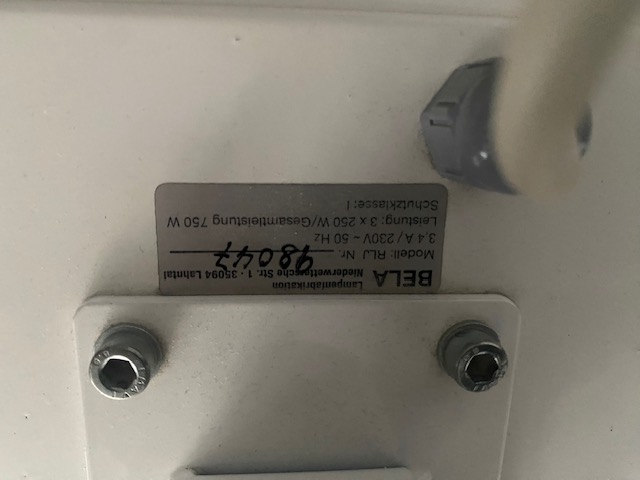 BELA
Lampenfabrikation
Niederwettersche Str. 1 · 35094 Lahntal
Modell: RLJ Nr. 98047
3,4 A / 230V ~ 50 Hz
Leistung: 3 x 250 W/Gesamtleistung 750 W
Schutzklasse: I